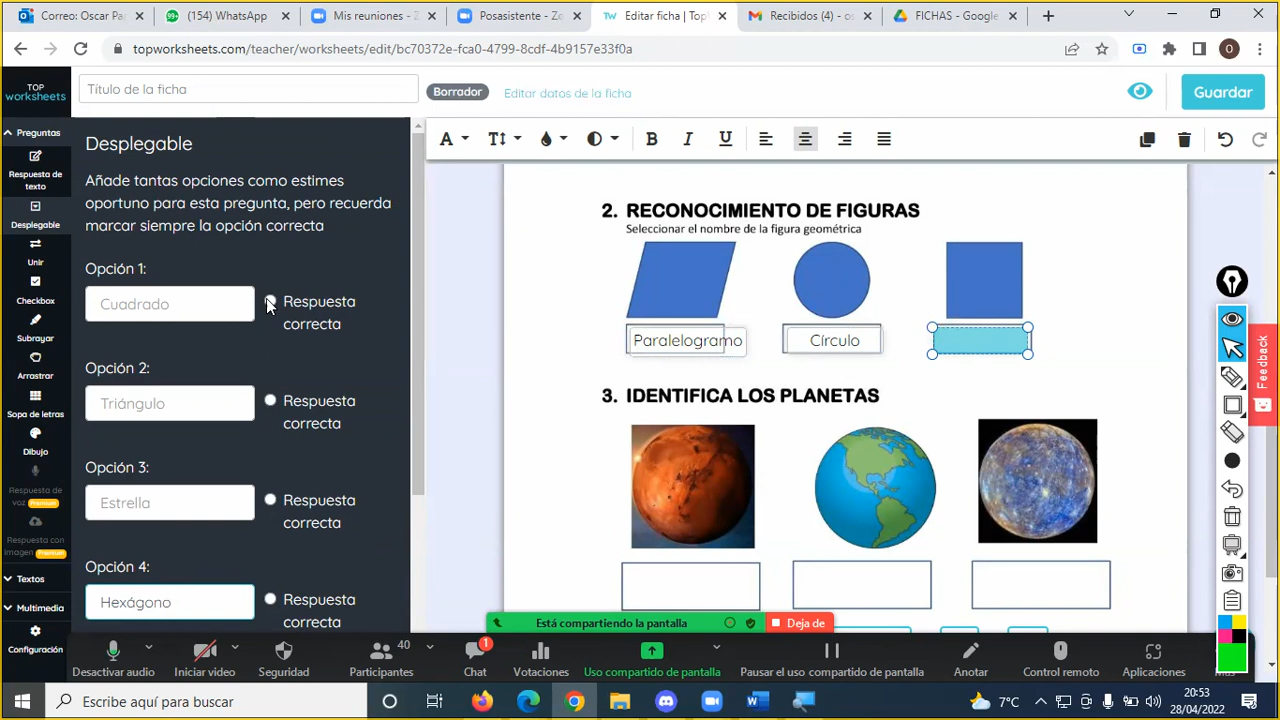 Correo: Oscar Pa
(154) WhatsApp
Mis reuniones - Z
Posasistente - Ze
Editar ficha | Top
Recibidos (4) - os
FICHAS - Google
topworksheets.com/teacher/worksheets/edit/bc70372e-fca0-4799-8cdf-4b9157e33f0a
O
TOP
worksheets
Título de la ficha
Borrador
Editar datos de la ficha
Guardar
Preguntas
Respuesta de
texto
Desplegable
Unir
Checkbox
Subrayar
Arrastrar
Sopa de letras
Dibujo
Respuesta de
voz Premium
Respuesta con
imagen Premium
Textos
Multimedia
Configuración
Desplegable
Añade tantas opciones como estimes
oportuno para esta pregunta, pero recuerda
marcar siempre la opción correcta
Opción 1:
Cuadrado
Respuesta
correcta
Opción 2:
Triángulo
Respuesta
correcta
Opción 3:
Estrella
Respuesta
correcta
Opción 4:
Hexágono
Respuesta
correcta
A
T
B
I
U
2. RECONOCIMIENTO DE FIGURAS
Seleccionar el nombre de la figura geométrica
Paralelogramo
Círculo
3. IDENTIFICA LOS PLANETAS
Feedback
Está compartiendo la pantalla
Deja de
Desactivar audio
Iniciar video
Seguridad
40
Participantes
1
Chat
Votaciones
Uso compartido de pantalla
Pausar el uso compartido de pantalla
Anotar
Control remoto
Aplicaciones
Escribe aquí para buscar
7°C
20:53
28/04/2022